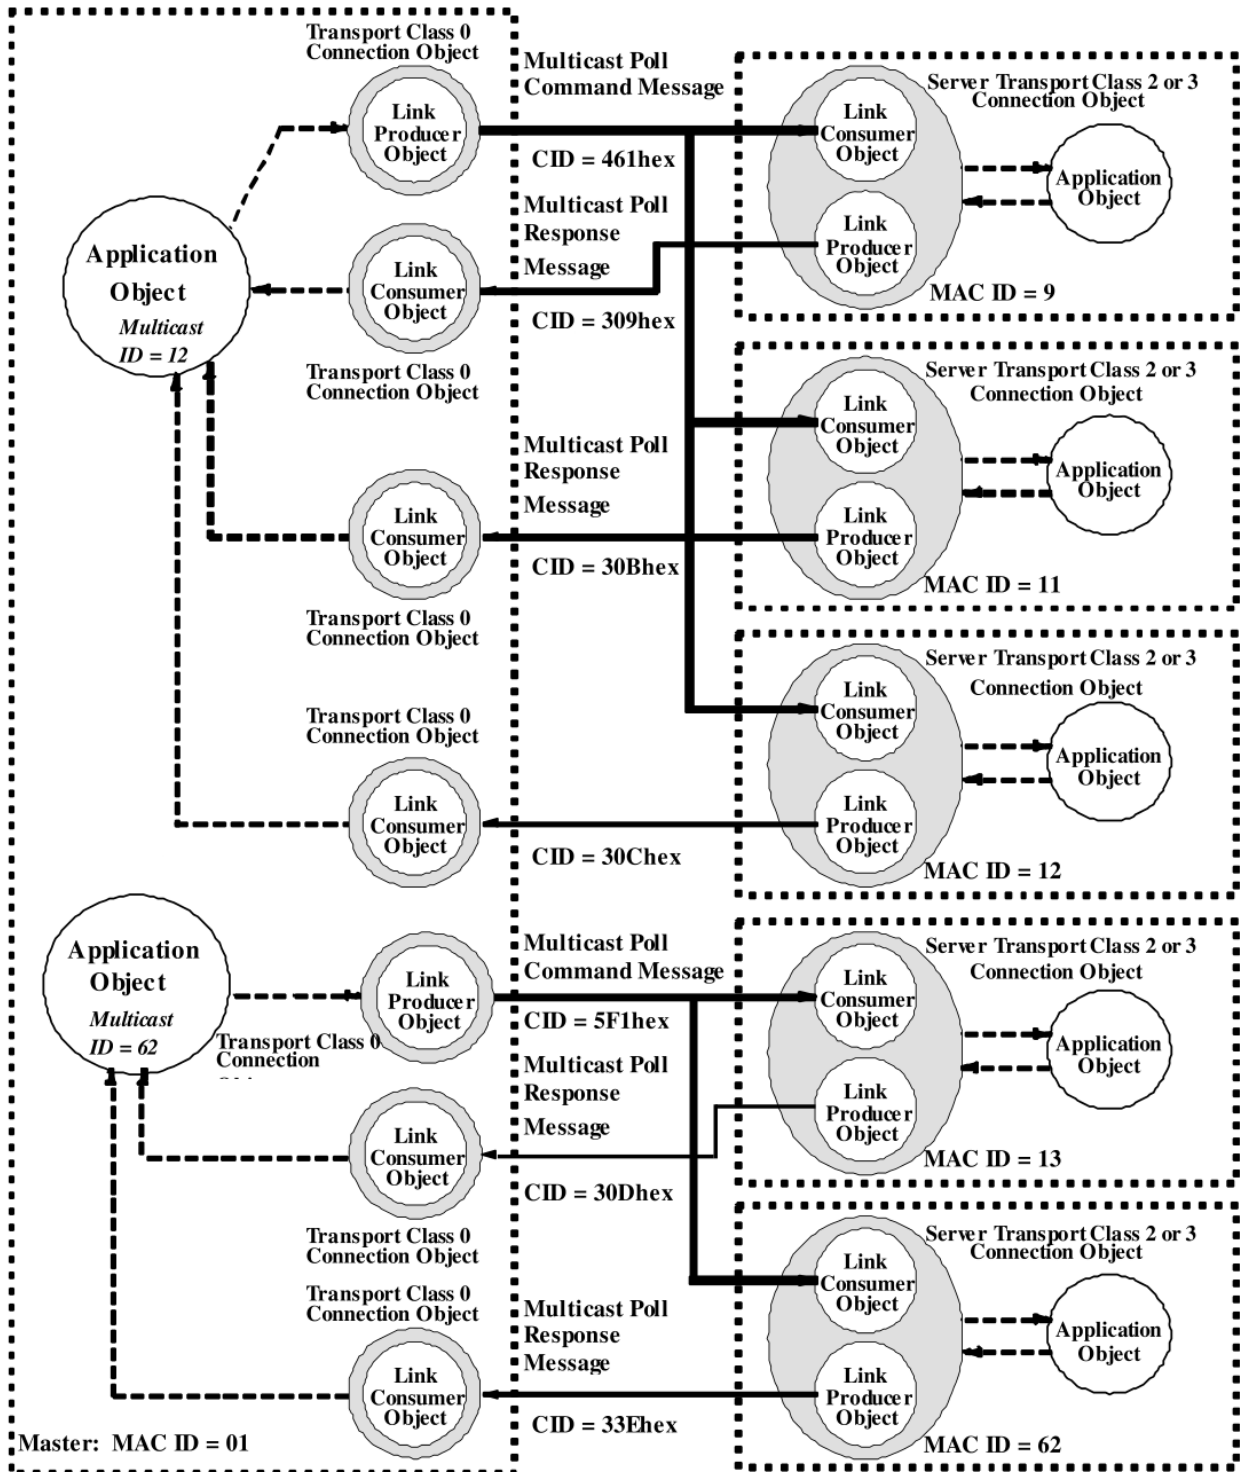 Transport Class 0
Connection Object
Link
Producer
Object
Multicast Poll
Command Message
CID = 461hex
Link
Consumer
Object
Server Transport Class 2 or 3
Connection Object
Application
Object
Link
Producer
Object
MAC ID = 9
Application
Object
Multicast
ID = 12
Link
Consumer
Object
Multicast Poll
Response
Message
CID = 309hex
Transport Class 0
Connection Object
Link
Consumer
Object
Server Transport Class 2 or 3
Connection Object
Application
Object
Link
Producer
Object
MAC ID = 11
Multicast Poll
Response
Message
Link
Consumer
Object
CID = 30Bhex
Transport Class 0
Connection Object
Link
Consumer
Object
Server Transport Class 2 or 3
Connection Object
Application
Object
Link
Producer
Object
MAC ID = 12
Transport Class 0
Connection Object
Link
Consumer
Object
CID = 30Chex
Application
Object
Multicast
ID = 62
Link
Producer
Object
Transport Class 0
Connection
Multicast Poll
Command Message
CID = 5F1hex
Link
Consumer
Object
Server Transport Class 2 or 3
Connection Object
Application
Object
Link
Producer
Object
MAC ID = 13
Multicast Poll
Response
Message
Link
Consumer
Object
CID = 30Dhex
Transport Class 0
Connection Object
Transport Class 0
Connection Object
Link
Consumer
Object
Multicast Poll
Response
Message
CID = 33Ehex
Link
Consumer
Object
Server Transport Class 2 or 3
Connection Object
Application
Object
Link
Producer
Object
MAC ID = 62
Master: MAC ID = 01